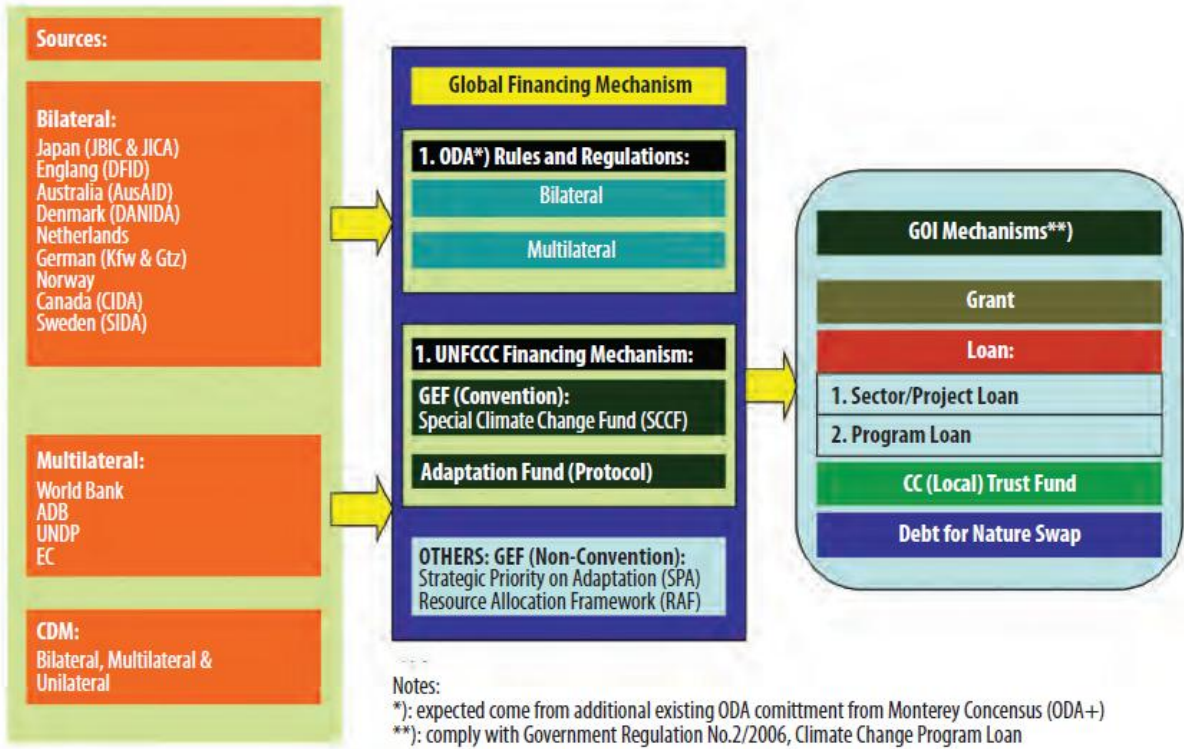 Sources:
Bilateral:
Japan (JBIC & JICA)
Englang (DFID)
Australia (AusAID)
Denmark (DANIDA)
Netherlands
German (Kfw & Gtz)
Norway
Canada (CIDA)
Sweden (SIDA)
Multilateral:
World Bank
ADB
UNDP
EC
CDM:
Bilateral, Multilateral &
Unilateral
Global Financing Mechanism
1. ODA*) Rules and Regulations:
Bilateral
Multilateral
1. UNFCCC Financing Mechanism:
GEF (Convention):
Special Climate Change Fund (SCCF)
Adaptation Fund (Protocol)
OTHERS: GEF (Non-Convention):
Strategic Priority on Adaptation (SPA)
Resource Allocation Framework (RAF)
GOI Mechanisms**)
Grant
Loan:
1. Sector/Project Loan
2. Program Loan
CC (Local) Trust Fund
Debt for Nature Swap
Notes:
*): expected come from additional existing ODA comittment from Monterey Concensus (ODA+)
**): comply with Government Regulation No.2/2006, Climate Change Program Loan